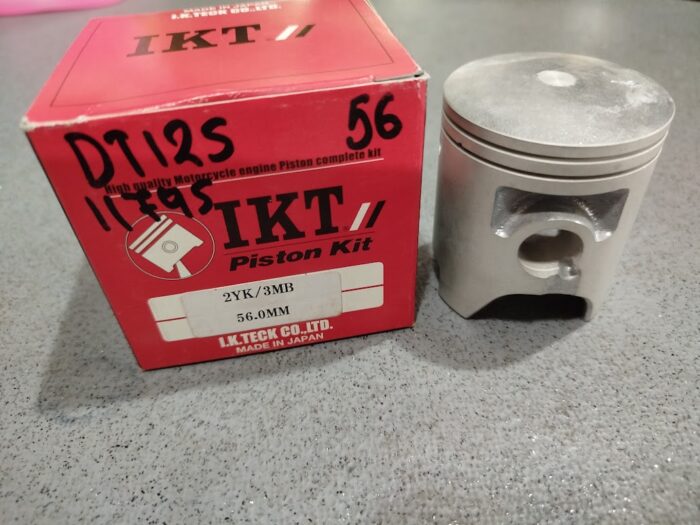 MADE IN JAPAN
I.K.TECK CO.,LTD.
IKT //
DT125
56
High quality Motorcycle engine Piston complete kit
IKT //
Piston Kit
2YK/3MB
56.0MM
I.K.TECK CO.,LTD.
MADE IN JAPAN